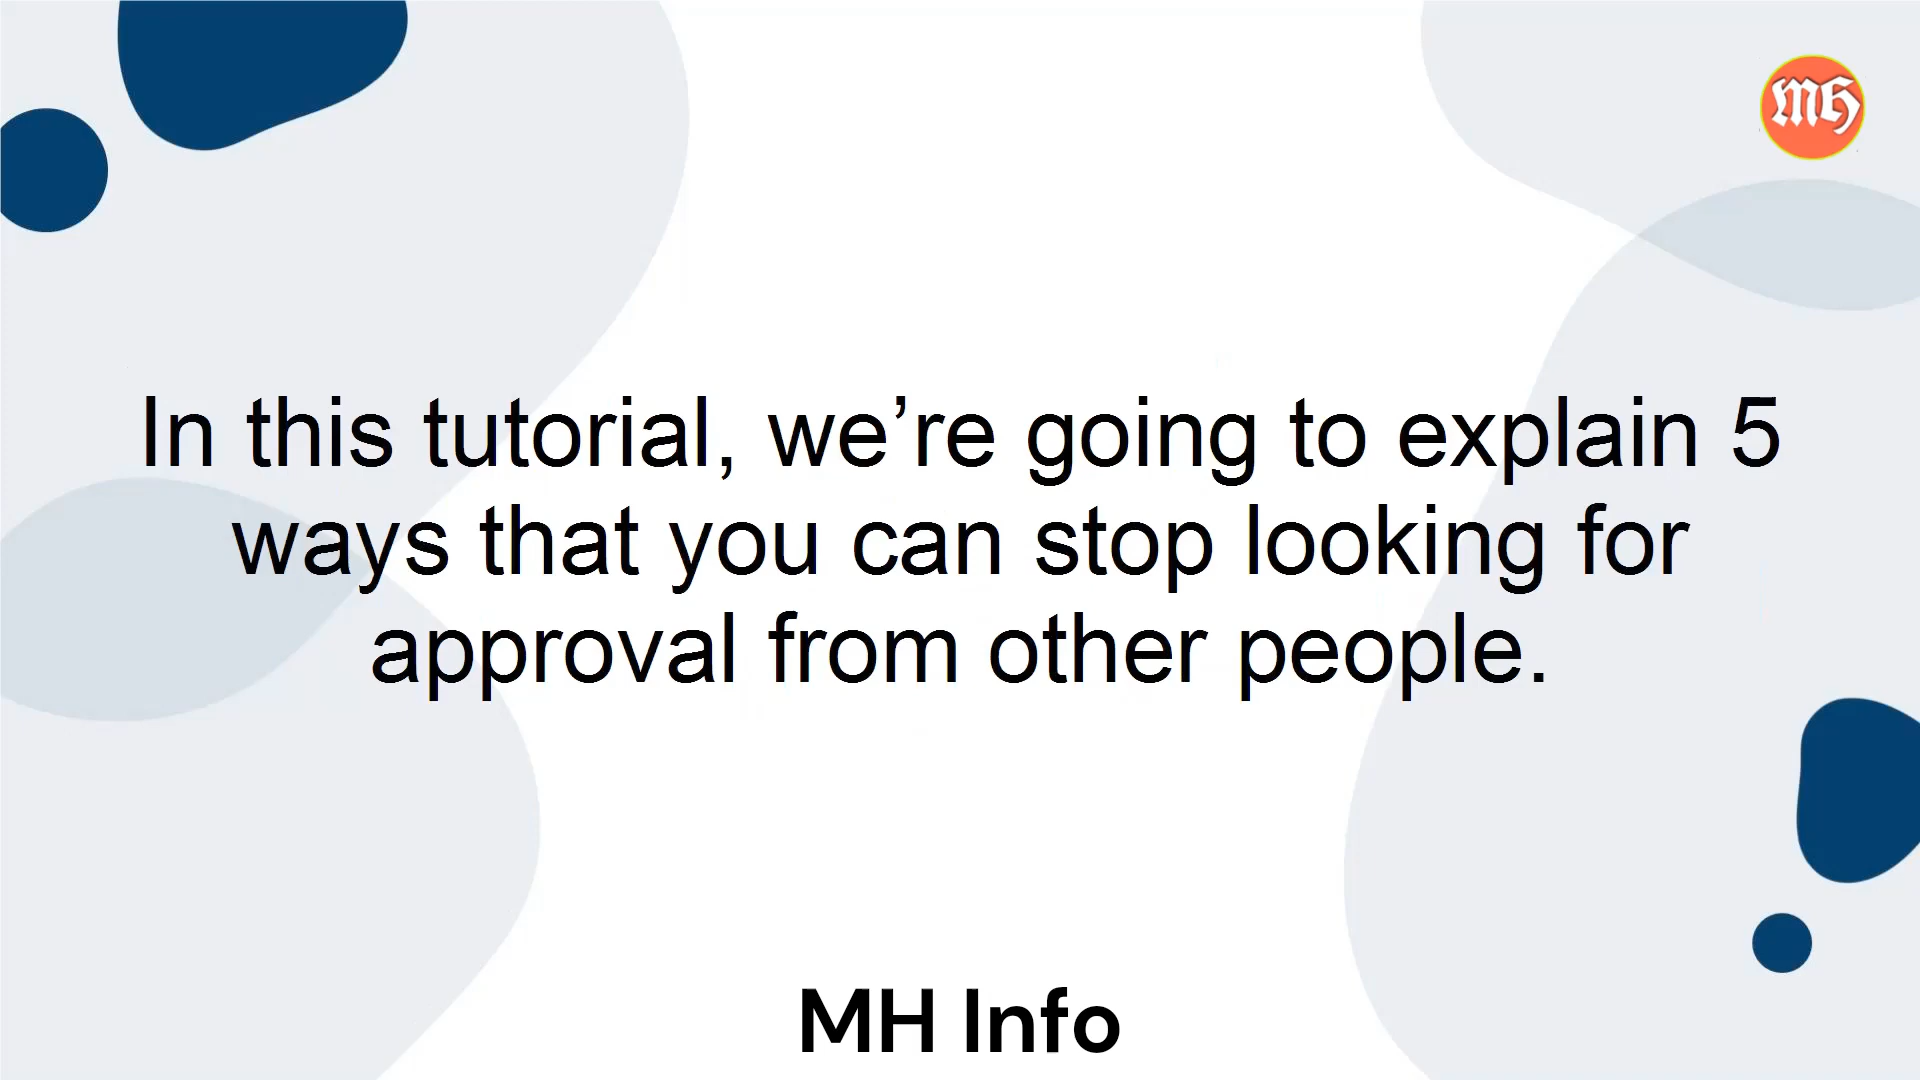 MH
In this tutorial, we’re going to explain 5
ways that you can stop looking for
approval from other people.
MH Info